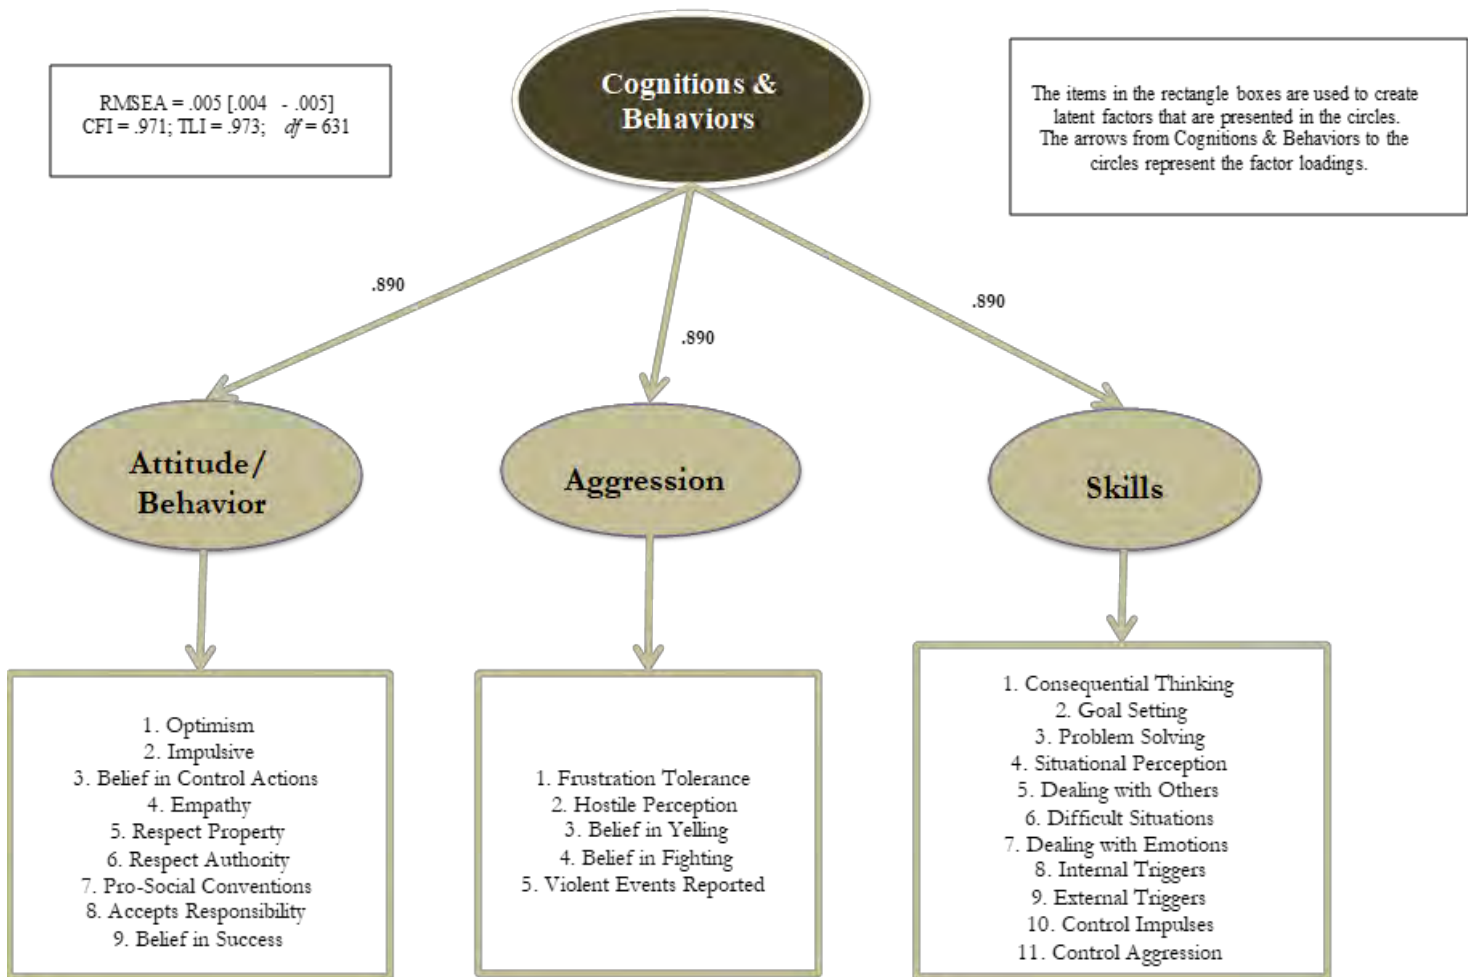 RMSEA = .005 [.004 - .005]
CFI = .971; TLI = .973; df = 631
Cognitions &
Behaviors
The items in the rectangle boxes are used to create
latent factors that are presented in the circles.
The arrows from Cognitions & Behaviors to the
circles represent the factor loadings.
.890
.890
.890
Attitude/
Behavior
Aggression
Skills
1. Optimism
2. Impulsive
3. Belief in Control Actions
4. Empathy
5. Respect Property
6. Respect Authority
7. Pro-Social Conventions
8. Accepts Responsibility
9. Belief in Success
1. Frustration Tolerance
2. Hostile Perception
3. Belief in Yelling
4. Belief in Fighting
5. Violent Events Reported
1. Consequential Thinking
2. Goal Setting
3. Problem Solving
4. Situational Perception
5. Dealing with Others
6. Difficult Situations
7. Dealing with Emotions
8. Internal Triggers
9. External Triggers
10. Control Impulses
11. Control Aggression